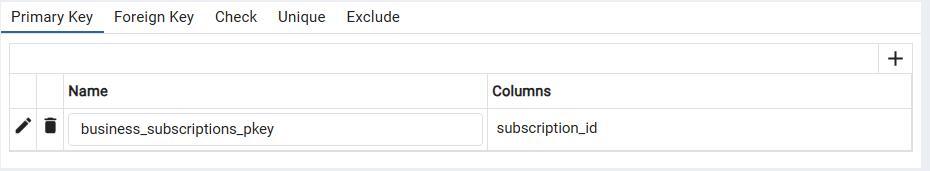 Primary Key Foreign Key Check Unique Exclude
Name Columns
business_subscriptions_pkey subscription_id